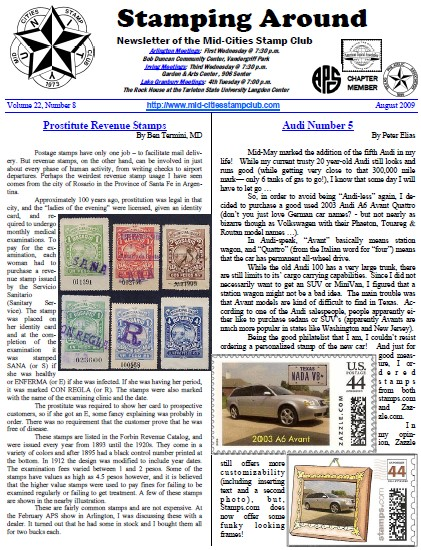 Stamping Around
Newsletter of the Mid-Cities Stamp Club
Arlington Meetings: First Wednesday @ 7:30 p.m.
Bob Duncan Community Center, Vandergriff Park
Irving Meetings: Third Wednesday @ 7:30 p.m.
Garden & Arts Center, 906 Senter
Lake Granbury Meetings: 4th Tuesday @ 7:00 p.m.
The Rock House at the Tarleton State University Langdon Center
MID CITIES STAMP CLUB
1973
APS
CHAPTER
MEMBER
Volume 22, Number 8
http://www.mid-citiesstampclub.com
August 2009
Prostitute Revenue Stamps
By Ben Termini, MD
Postage stamps have only one job – to facilitate mail deliv-
ery. But revenue stamps, on the other hand, can be involved in just
about every phase of activity, from writing checks to airport
departures. Perhaps the weirdest revenue stamp usage I have seen
comes from the city of Rosario in the Province of Santa Fe in Argen-
tina.
Approximately 100 years ago, prostitution was legal in that
city, and the "ladies of the evening" were licensed, given an identity
card, and re-
quired to undergo
monthly medical
examinations. To
pay for the ex-
amination, each
woman had to
purchase a reve-
nue stamp issued
by the Servicio
Sanitario
(Sanitary Ser-
vice). The stamp
was placed on
her identity card
and at the com-
pletion of the
examination it
was stamped
SANA (or S) if
she was healthy
or ENFERMA (or E) if she was infected. If she was having her period,
it was marked CON REGLA (or R). The stamps were also marked
with the name of the examining clinic and the date.
The prostitute was required to show her card to prospective
customers, so if she got an E, some fancy explaining was probably in
order. There was no requirement that the customer prove that he was
free of disease.
These stamps are listed in the Forbin Revenue Catalog, and
were issued every year from 1893 until the 1920s. They come in a
variety of colors and after 1895 had a black control number printed at
the bottom. In 1912 the design was modified to include year dates.
The examination fees varied between 1 and 2 pesos. Some of the
stamps have values as high as 4.5 pesos however, and it is believed
that the higher value stamps were used to pay fines for failing to be
examined regularly or failing to get treatment. A few of these stamps
are shown in the nearby illustration.
These are fairly common stamps and are not expensive. At
the February APS show in Arlington, I was discussing these with a
dealer. It turned out that he had some in stock and I bought them all
for two bucks each.
Audi Number 5
By Peter Elias
Mid-May marked the addition of the fifth Audi in my
life! While my current trusty 20 year-old Audi still looks and
runs good (while getting very close to that 300,000 mile
mark— only 6 tanks of gas to go!), I know that some day I will
have to let go …
So, in order to avoid being "Audi-less" again, I de-
cided to purchase a good used 2003 Audi A6 Avant Quattro
(don't you just love German car names? - but not nearly as
bizarre though as Volkswagen with their Phaeton, Touareg &
Routan model names …).
In Audi-speak, "Avant" basically means station
wagon, and "Quattro" (from the Italian word for "four") means
that the car has permanent all-wheel drive.
While the old Audi 100 has a very large trunk, there
are still limits to its' cargo carrying capabilities. Since I did not
necessarily want to get an SUV or MiniVan, I figured that a
station wagon might not be a bad idea. The main trouble was
that Avant models are kind of difficult to find in Texas. Ac-
cording to one of the Audi salespeople, people apparently ei-
ther like to purchase sedans or SUV's (apparently Avants are
much more popular in states like Washington and New Jersey).
Being the good philatelist that I am, I couldn't resist
ordering a personalized stamp of the new car! And just for
good meas-
ure, I or-
dered
stamps
from both
stamps.com
and Zaz-
zle.com.
In
my opin-
ion, Zazzle
still offers more
customizability
(including inserting
text and a second
photo), but,
Stamps.com does
now offer some
funky looking
frames!
TEXAS
2003 A6 Avant
U.S.
44
ZAZZLE.COM
44
stamps.com